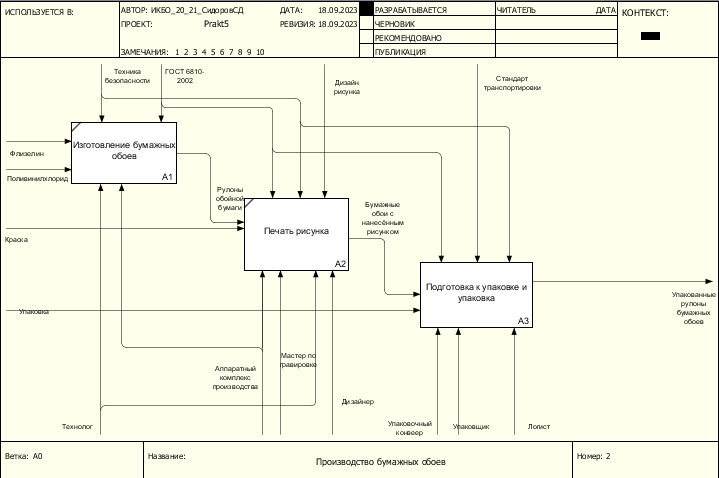 ИСПОЛЬЗУЕТСЯ В:
АВТОР: ИКБО_20_21_СидоровСД
ДАТА: 18.09.2023
РАЗРАБАТЫВАЕТСЯ
ЧИТАТЕЛЬ
ДАТА
КОНТЕКСТ:
ПРОЕКТ: Prakt5
РЕВИЗИЯ: 18.09.2023
ЧЕРНОВИК
РЕКОМЕНДОВАНО
ЗАМЕЧАНИЯ: 1 2 3 4 5 6 7 8 9 10
ПУБЛИКАЦИЯ
Техника
безопасности
ГОСТ 6810-
2002
Дизайн
рисунка
Стандарт
транспортировки
Флизелин
Поливинилхлорид
Изготовление бумажных
обоев
A1
Рулоны
обойной
бумаги
Краска
Печать рисунка
A2
Бумажные
обои с
нанесённым
рисунком
Подготовка к упаковке и
упаковка
A3
Упакованные
рулоны
бумажных
обоев
Упаковка
Аппаратный
комплекс
производства
Мастер по
гравировке
Дизайнер
Технолог
Упаковочный
конвеер
Упаковщик
Логист
Ветка: A0
Название:
Производство бумажных обоев
Номер: 2